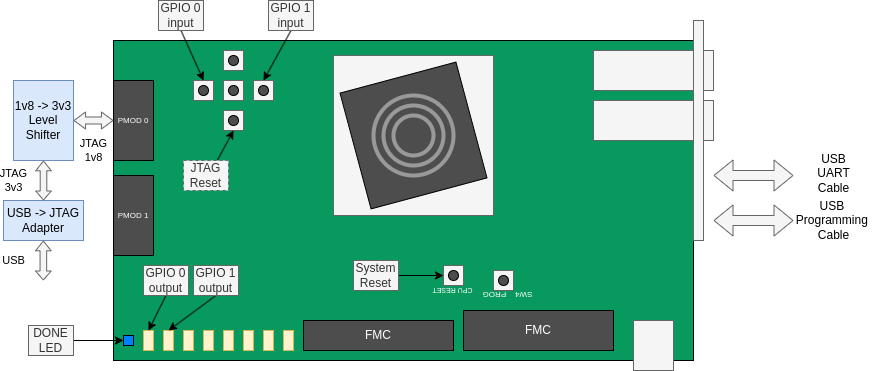 GPIO 0
input
GPIO 1
input
1v8 -> 3v3
Level
Shifter
PMOD 0
JTAG
1v8
JTAG
3v3
JTAG
Reset
USB -> JTAG
Adapter
PMOD 1
USB
USB
UART
Cable
USB
Programming
Cable
GPIO 0
output
GPIO 1
output
System
Reset
CPU RESET
PROG SW4
DONE
LED
FMC
FMC